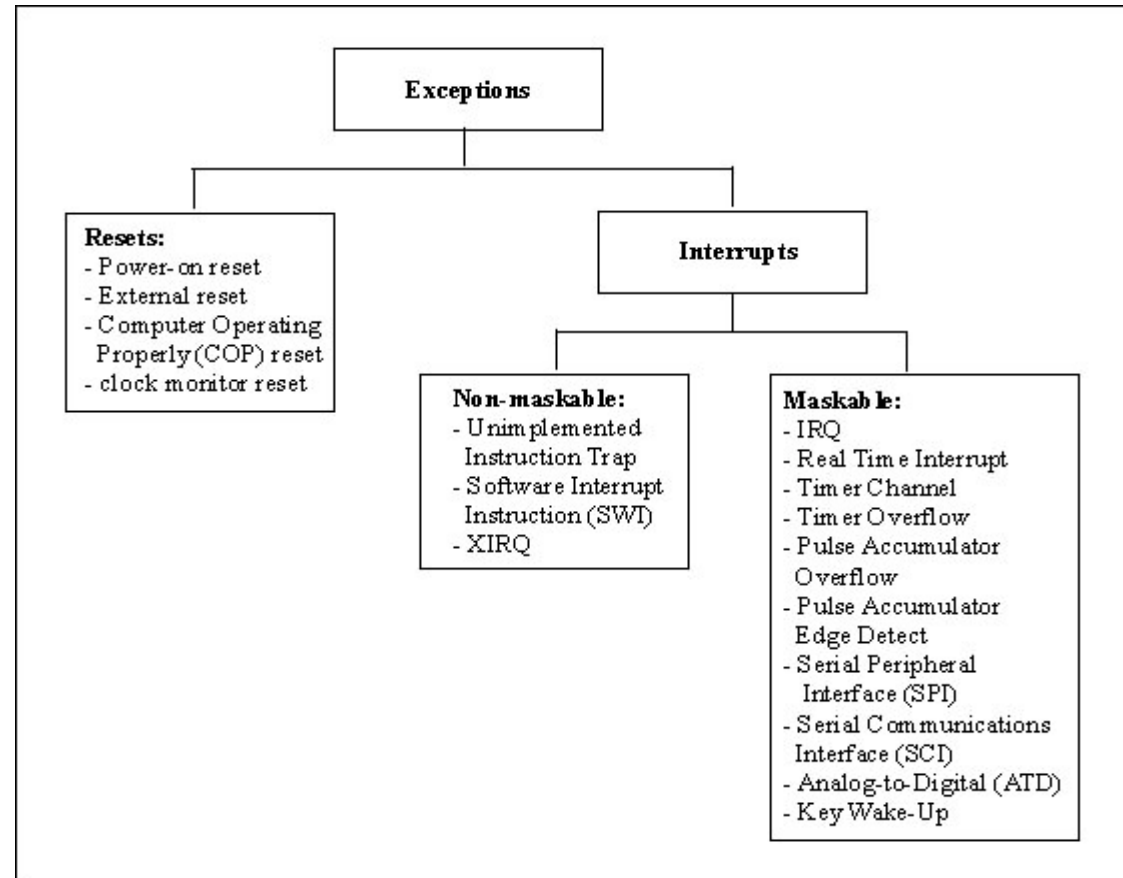 Exceptions
Resets:
- Power-on reset
- External reset
- Computer Operating
Properly(COP) reset
- clock monitor reset
Interrupts
Non-maskable:
- Unimplemented
Instruction Trap
- Software Interrupt
Instruction (SWI)
- XIRQ
Maskable:
- IRQ
- Real Time Interrupt
- Timer Channel
- Timer Overflow
- Pulse Accumulator
Overflow
- Pulse Accumulator
Edge Detect
- Serial Peripheral
Interface (SPI)
- Serial Communications
Interface (SCI)
- Analog-to-Digital (ATD)
- Key Wake-Up